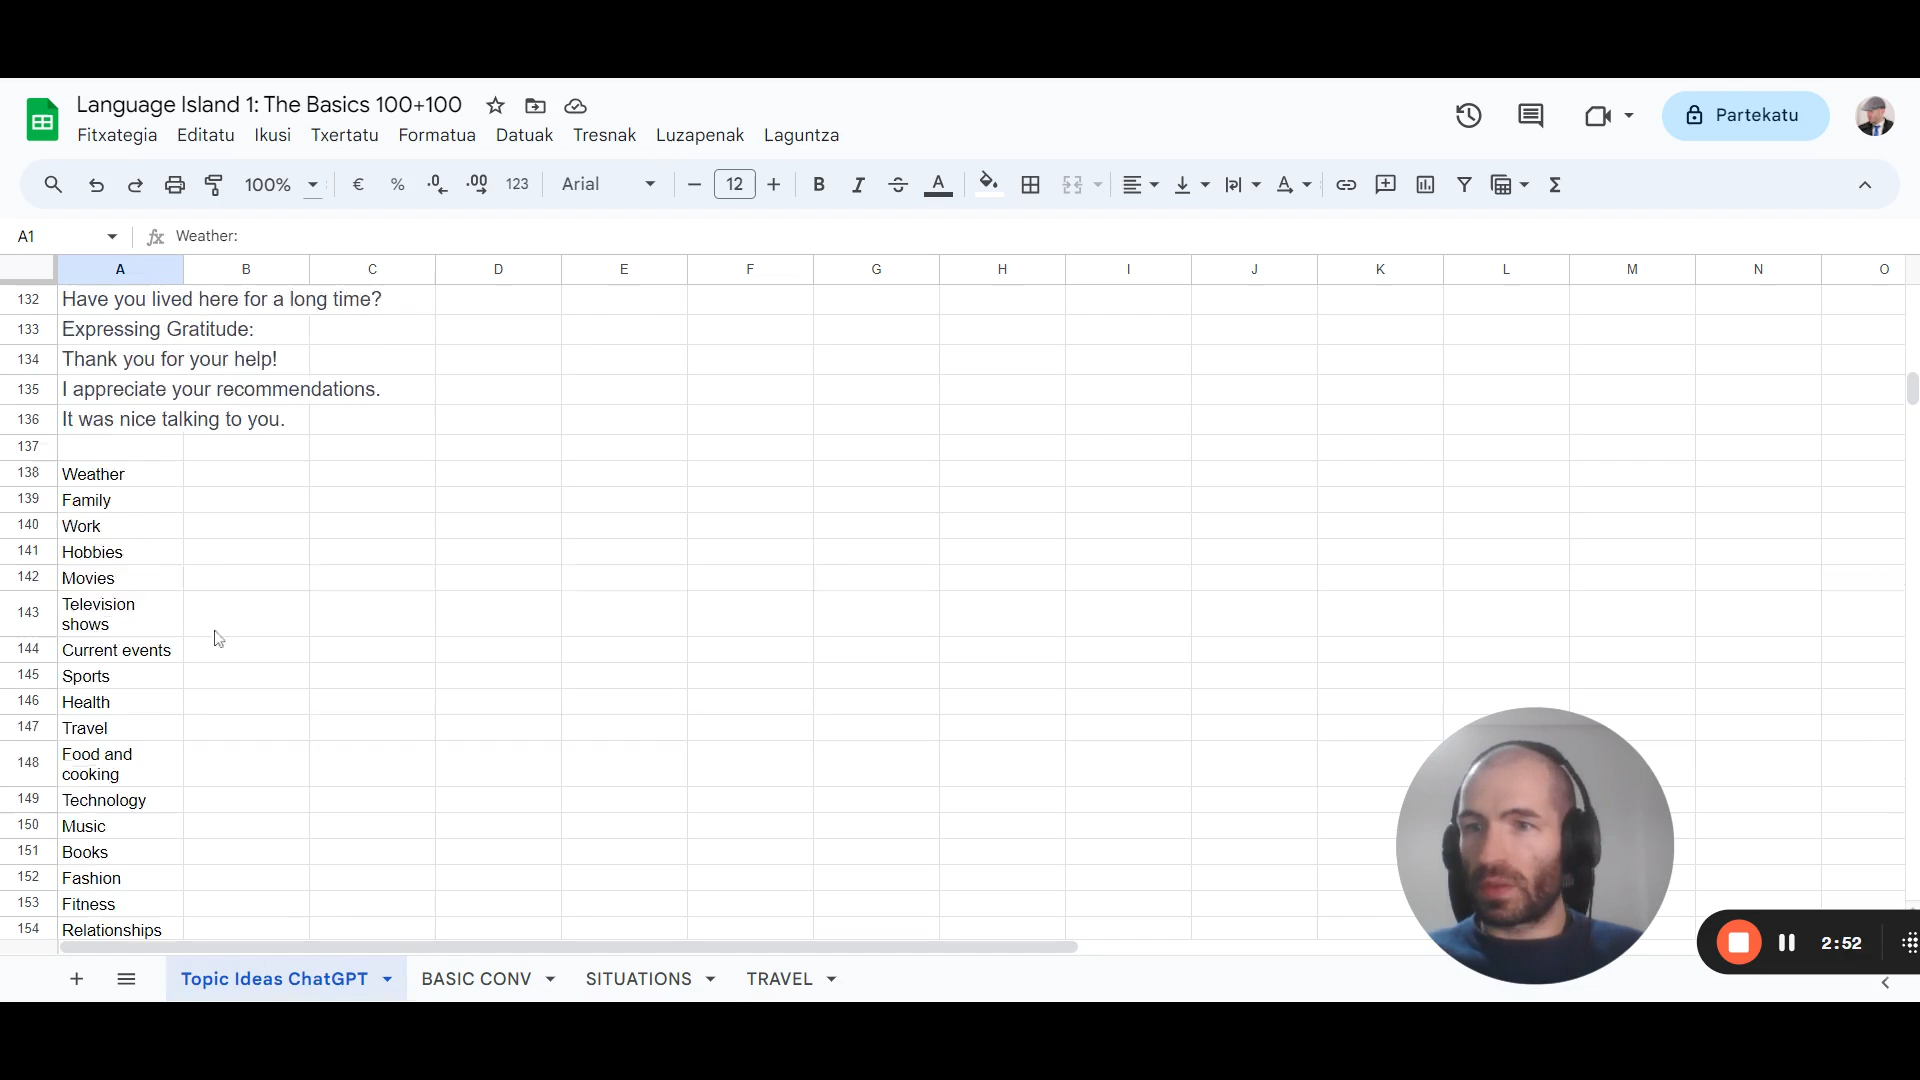 Language Island 1: The Basics 100+100
Fitxategia Editatu Ikusi Txertatu Formatua Datuak Tresnak Luzapenak Laguntza
Partekatu
100% € % .0 .00 123 Arial 12 B I S A A Σ
A1 fx Weather:
A B C D E F G H I J K L M N O
132 Have you lived here for a long time?
133 Expressing Gratitude:
134 Thank you for your help!
135 I appreciate your recommendations.
136 It was nice talking to you.
137
138 Weather
139 Family
140 Work
141 Hobbies
142 Movies
143 Television
shows
144 Current events
145 Sports
146 Health
147 Travel
148 Food and
cooking
149 Technology
150 Music
151 Books
152 Fashion
153 Fitness
154 Relationships
2:52
Topic Ideas ChatGPT BASIC CONV SITUATIONS TRAVEL